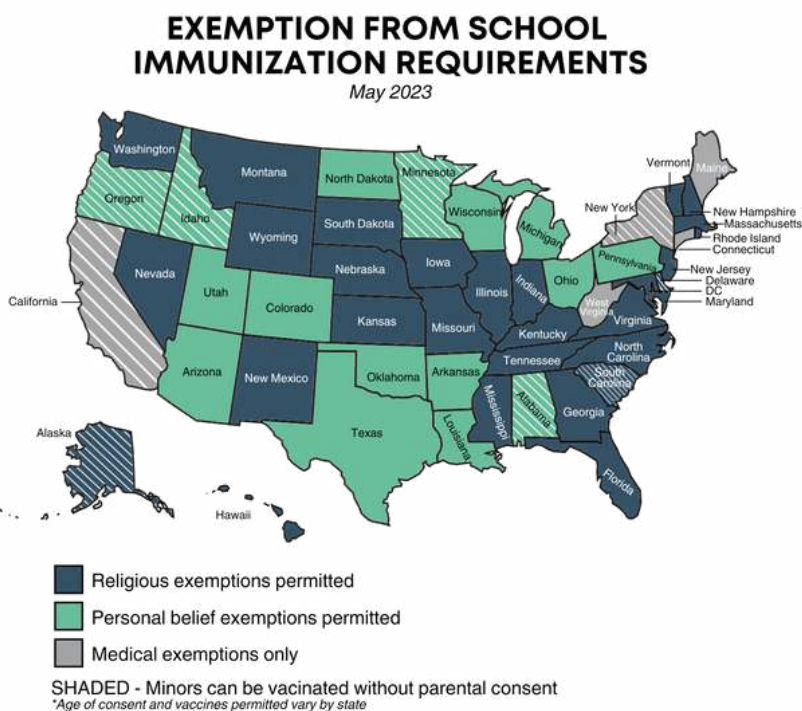 EXEMPTION FROM SCHOOL
IMMUNIZATION REQUIREMENTS
May 2023
Washington
Montana
North Dakota
Minnesota
Vermont
Maine
Oregon
Idaho
Wisconsin
Michigan
New York
New Hampshire
Massachusetts
Rhode Island
Connecticut
South Dakota
Wyoming
Nevada
Nebraska
Iowa
Pennsylvania
New Jersey
Delaware
DC
Maryland
California
Utah
Colorado
Illinois
Indiana
Ohio
West
Virginia
Virginia
Kansas
Missouri
Kentucky
North
Carolina
Tennessee
South
Carolina
Arizona
New Mexico
Oklahoma
Arkansas
Mississippi
Alabama
Georgia
Texas
Louisiana
Florida
Alaska
Hawaii
Religious exemptions permitted
Personal belief exemptions permitted
Medical exemptions only
SHADED - Minors can be vacinated without parental consent
*Age of consent and vaccines permitted vary by state